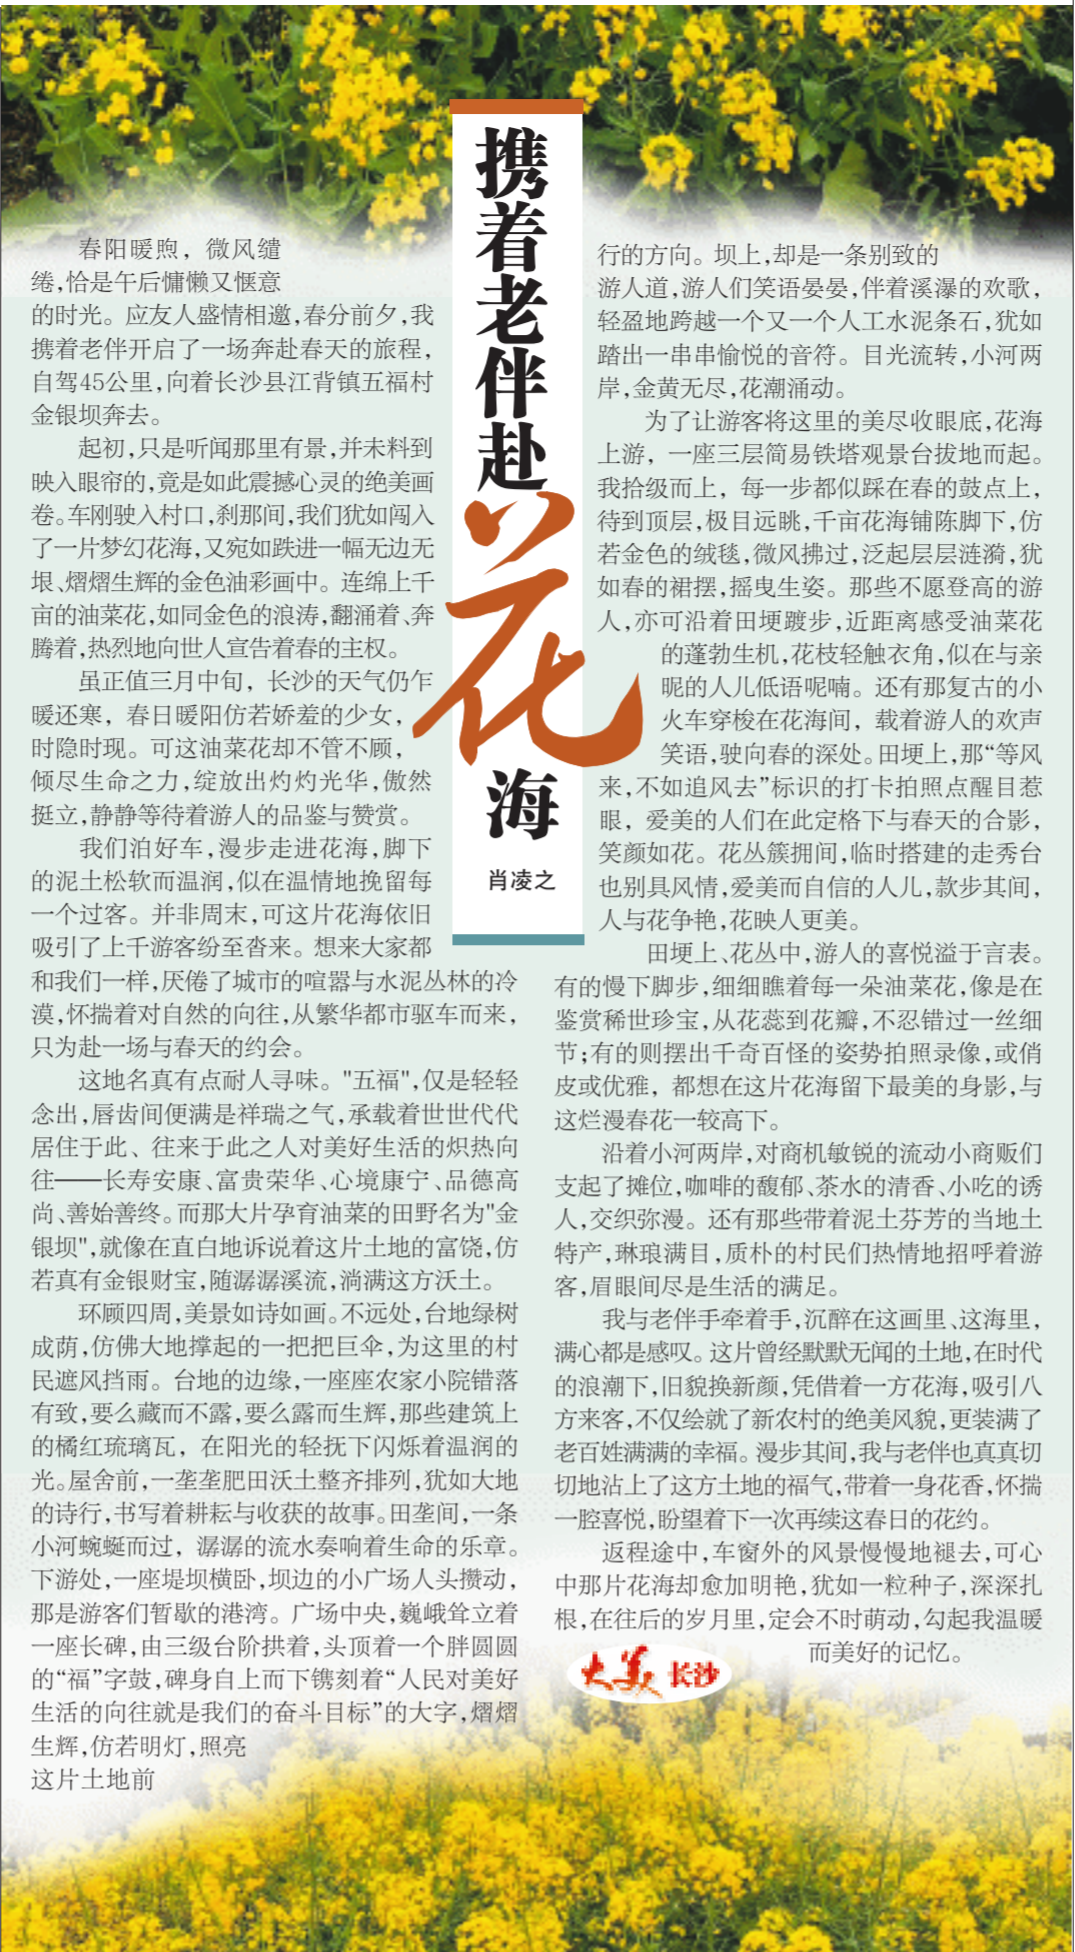 携着老伴赴花海
肖凌之
春阳暖煦，微风缱
绻，恰是午后慵懒又惬意
的时光。应友人盛情相邀，春分前夕，我
携着老伴开启了一场奔赴春天的旅程，
自驾45公里，向着长沙县江背镇五福村
金银坝奔去。
起初，只是听闻那里有景，并未料到
映入眼帘的，竟是如此震撼心灵的绝美画
卷。车刚驶入村口，刹那间，我们犹如闯入
了一片梦幻花海，又宛如跌进一幅无边无
垠、熠熠生辉的金色油彩画中。连绵上千
亩的油菜花，如同金色的浪涛，翻涌着、奔
腾着，热烈地向世人宣告着春的主权。
虽正值三月中旬，长沙的天气仍乍
暖还寒，春日暖阳仿若娇羞的少女，
时隐时现。可这油菜花却不管不顾，
倾尽生命之力，绽放出灼灼光华，傲然
挺立，静静等待着游人的品鉴与赞赏。
我们泊好车，漫步走进花海，脚下
的泥土松软而温润，似在温情地挽留每
一个过客。并非周末，可这片花海依旧
吸引了上千游客纷至沓来。想来大家都
和我们一样，厌倦了城市的喧嚣与水泥丛林的冷
漠，怀揣着对自然的向往，从繁华都市驱车而来，
只为赴一场与春天的约会。
这地名真有点耐人寻味。"五福"，仅是轻轻
念出，唇齿间便满是祥瑞之气，承载着世世代代
居住于此、往来于此之人对美好生活的炽热向
往——长寿安康、富贵荣华、心境康宁、品德高
尚、善始善终。而那大片孕育油菜的田野名为"金
银坝"，就像在直白地诉说着这片土地的富饶，仿
若真有金银财宝，随潺潺溪流，淌满这方沃土。
环顾四周，美景如诗如画。不远处，台地绿树
成荫，仿佛大地撑起的一把把巨伞，为这里的村
民遮风挡雨。台地的边缘，一座座农家小院错落
有致，要么藏而不露，要么露而生辉，那些建筑上
的橘红琉璃瓦，在阳光的轻抚下闪烁着温润的
光。屋舍前，一垄垄肥田沃土整齐排列，犹如大地
的诗行，书写着耕耘与收获的故事。田垄间，一条
小河蜿蜒而过，潺潺的流水奏响着生命的乐章。
下游处，一座堤坝横卧，坝边的小广场人头攒动，
那是游客们暂歇的港湾。广场中央，巍峨耸立着
一座长碑，由三级台阶拱着，头顶着一个胖圆圆
的“福”字鼓，碑身自上而下镌刻着“人民对美好
生活的向往就是我们的奋斗目标”的大字，熠熠
生辉，仿若明灯，照亮
这片土地前
行的方向。坝上，却是一条别致的
游人道，游人们笑语晏晏，伴着溪瀑的欢歌，
轻盈地跨越一个又一个人工水泥条石，犹如
踏出一串串愉悦的音符。目光流转，小河两
岸，金黄无尽，花潮涌动。
为了让游客将这里的美尽收眼底，花海
上游，一座三层简易铁塔观景台拔地而起。
我拾级而上，每一步都似踩在春的鼓点上，
待到顶层，极目远眺，千亩花海铺陈脚下，仿
若金色的绒毯，微风拂过，泛起层层涟漪，犹
如春的裙摆，摇曳生姿。那些不愿登高的游
人，亦可沿着田埂踱步，近距离感受油菜花
的蓬勃生机，花枝轻触衣角，似在与亲
昵的人儿低语呢喃。还有那复古的小
火车穿梭在花海间，载着游人的欢声
笑语，驶向春的深处。田埂上，那“等风
来，不如追风去”标识的打卡拍照点醒目惹
眼，爱美的人们在此定格下与春天的合影，
笑颜如花。花丛簇拥间，临时搭建的走秀台
也别具风情，爱美而自信的人儿，款步其间，
人与花争艳，花映人更美。
田埂上、花丛中，游人的喜悦溢于言表。
有的慢下脚步，细细瞧着每一朵油菜花，像是在
鉴赏稀世珍宝，从花蕊到花瓣，不忍错过一丝细
节；有的则摆出千奇百怪的姿势拍照录像，或俏
皮或优雅，都想在这片花海留下最美的身影，与
这烂漫春花一较高下。
沿着小河两岸，对商机敏锐的流动小商贩们
支起了摊位，咖啡的馥郁、茶水的清香、小吃的诱
人，交织弥漫。还有那些带着泥土芬芳的当地土
特产，琳琅满目，质朴的村民们热情地招呼着游
客，眉眼间尽是生活的满足。
我与老伴手牵着手，沉醉在这画里、这海里，
满心都是感叹。这片曾经默默无闻的土地，在时代
的浪潮下，旧貌换新颜，凭借着一方花海，吸引八
方来客，不仅绘就了新农村的绝美风貌，更装满了
老百姓满满的幸福。漫步其间，我与老伴也真真切
切地沾上了这方土地的福气，带着一身花香，怀揣
一腔喜悦，盼望着下一次再续这春日的花约。
返程途中，车窗外的风景慢慢地褪去，可心
中那片花海却愈加明艳，犹如一粒种子，深深扎
根，在往后的岁月里，定会不时萌动，勾起我温暖
而美好的记忆。
大美长沙